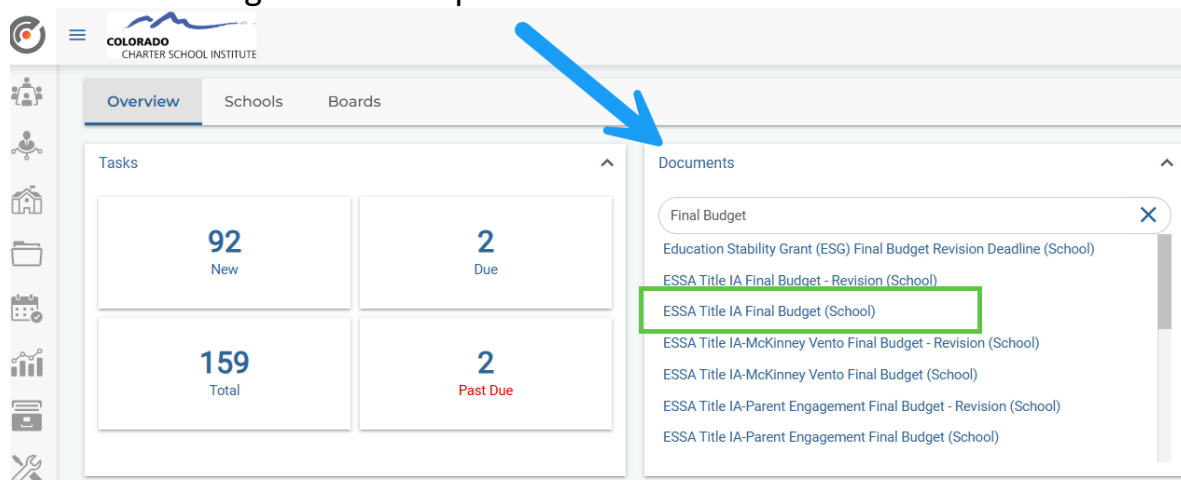 COLORADO
CHARTER SCHOOL INSTITUTE
Overview Schools Boards
Tasks
92
New
2
Due
159
Total
2
Past Due
Documents
Final Budget
Education Stability Grant (ESG) Final Budget Revision Deadline (School)
ESSA Title IA Final Budget - Revision (School)
ESSA Title IA Final Budget (School)
ESSA Title IA-McKinney Vento Final Budget - Revision (School)
ESSA Title IA-McKinney Vento Final Budget (School)
ESSA Title IA-Parent Engagement Final Budget - Revision (School)
ESSA Title IA-Parent Engagement Final Budget (School)